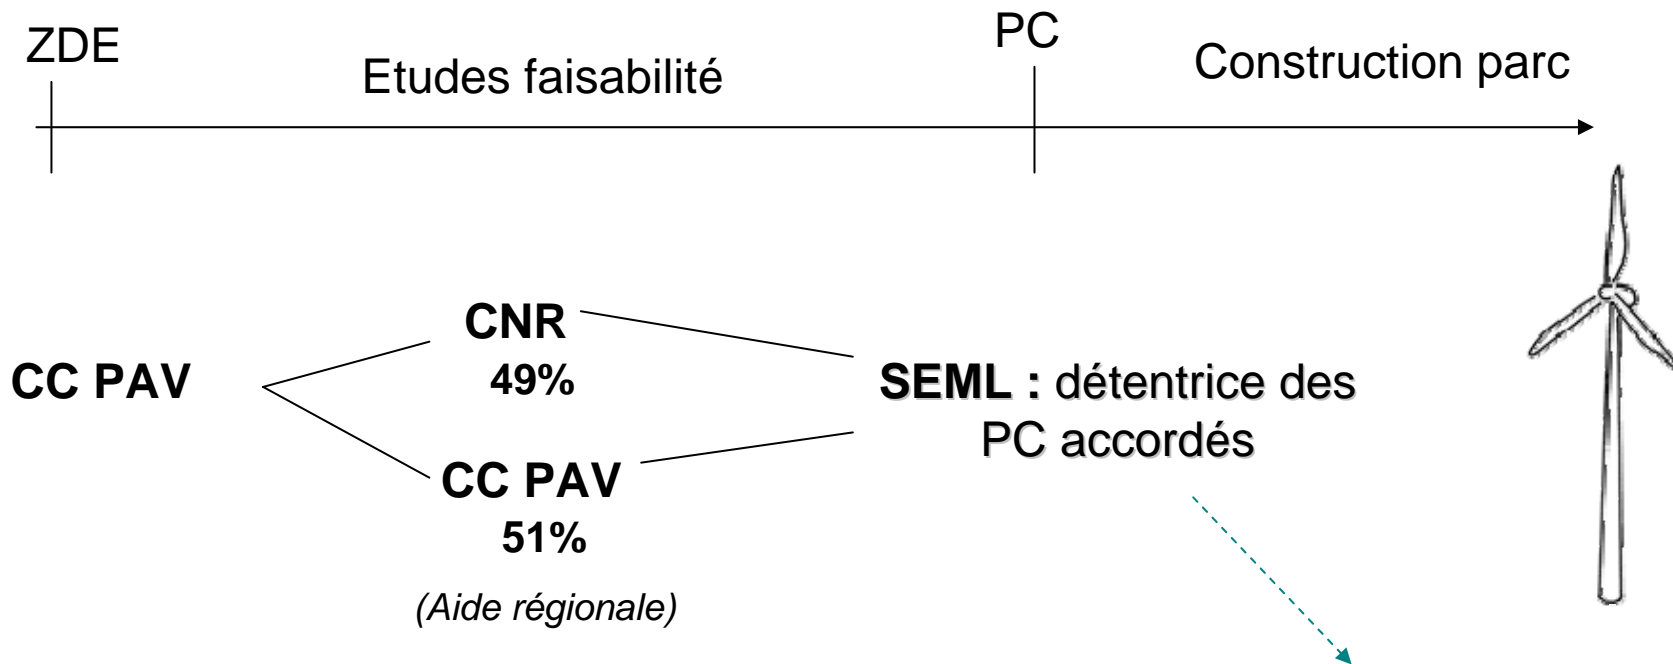 ZDE
Etudes faisabilité
PC
Construction parc
CC PAV
CNR
49%
CC PAV
51%
(Aide régionale)
SEML : détentrice des
PC accordés